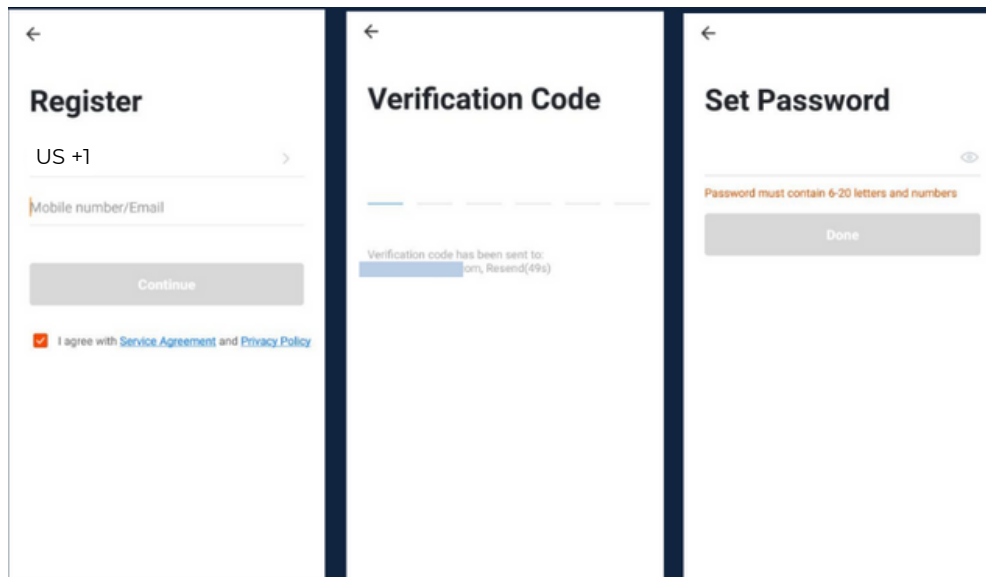 Register
US +1
Mobile number/Email
Continue
I agree with Service Agreement and Privacy Policy
Verification Code
Verification code has been sent to:
om, Resend(49s)
Set Password
Password must contain 6-20 letters and numbers
Done